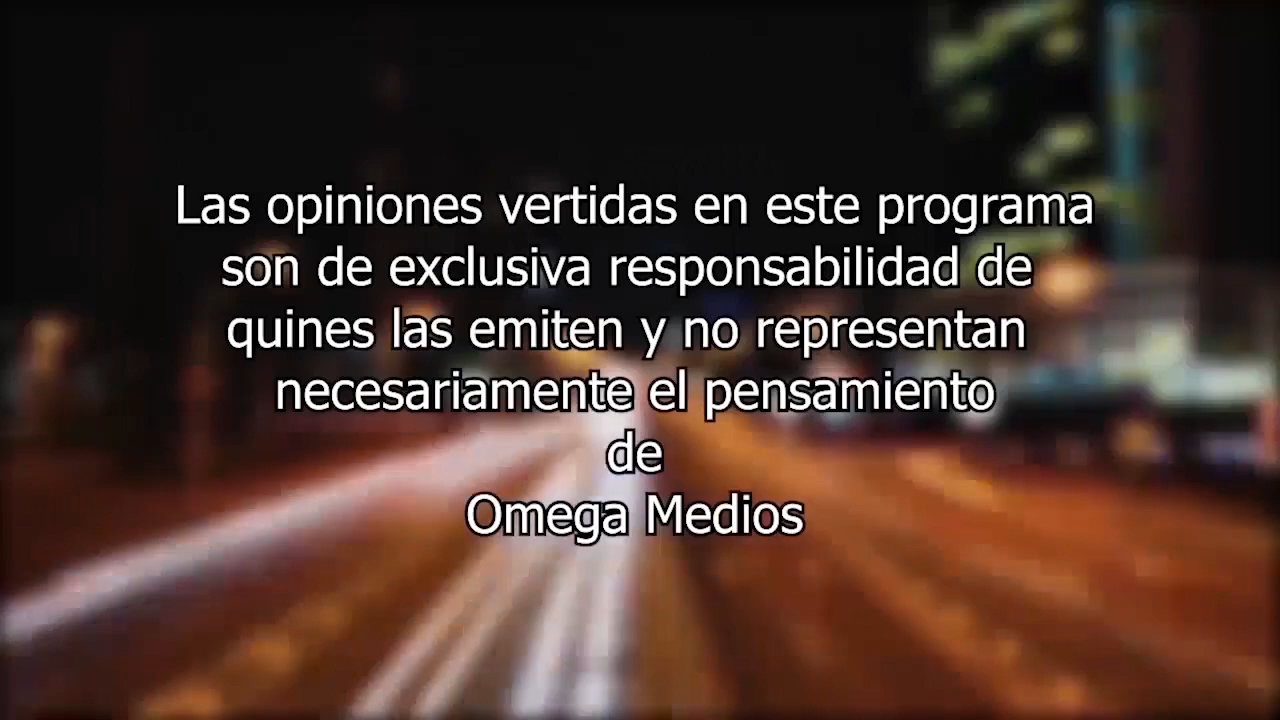 Las opiniones vertidas en este programa
son de exclusiva responsabilidad de
quines las emiten y no representan
necesariamente el pensamiento
de
Omega Medios